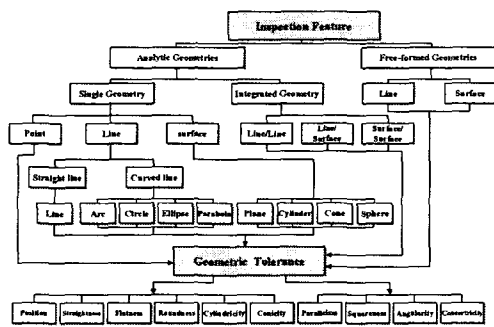 Inspection Feature
Analytic Geometries
Free-formed Geometries
Single Geometry
Integrated Geometry
Line
Surface
Point
Line
surface
Line/Line
Line/
Surface
Surface/
Surface
Straight line
Curved line
Line
Arc
Circle
Ellipse
Parabola
Plane
Cylinder
Cone
Sphere
Geometric Tolerance
Position
Straightness
Flatness
Roundness
Cylindricity
Conicity
Parallelism
Squareness
Angularity
Concentricity